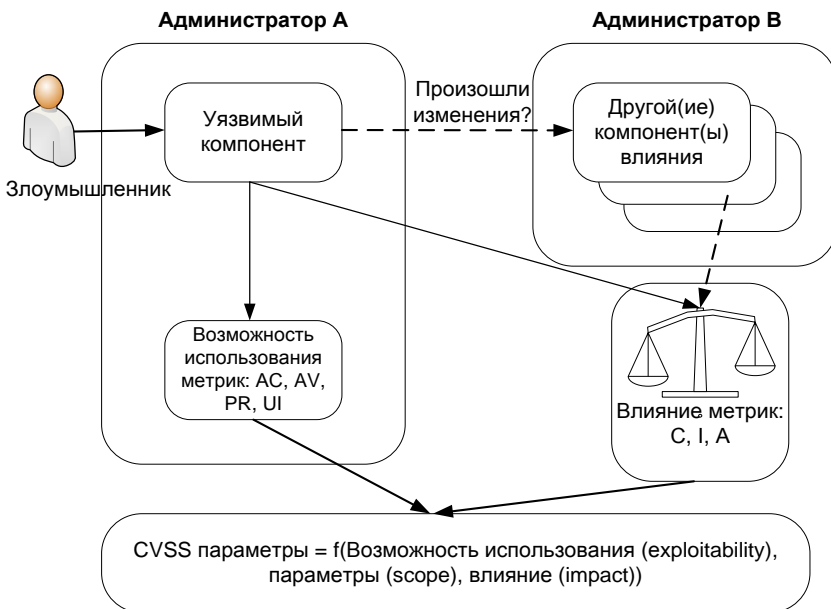 Администратор А
Администратор В
Злоумышленник
Уязвимый
компонент
Произошли
изменения?
Другой(ие)
компонент(ы)
влияния
Возможность
использования
метрик: AC, AV,
PR, UI
Влияние метрик:
C, I, A
CVSS параметры = f(Возможность использования (exploitability),
параметры (scope), влияние (impact))